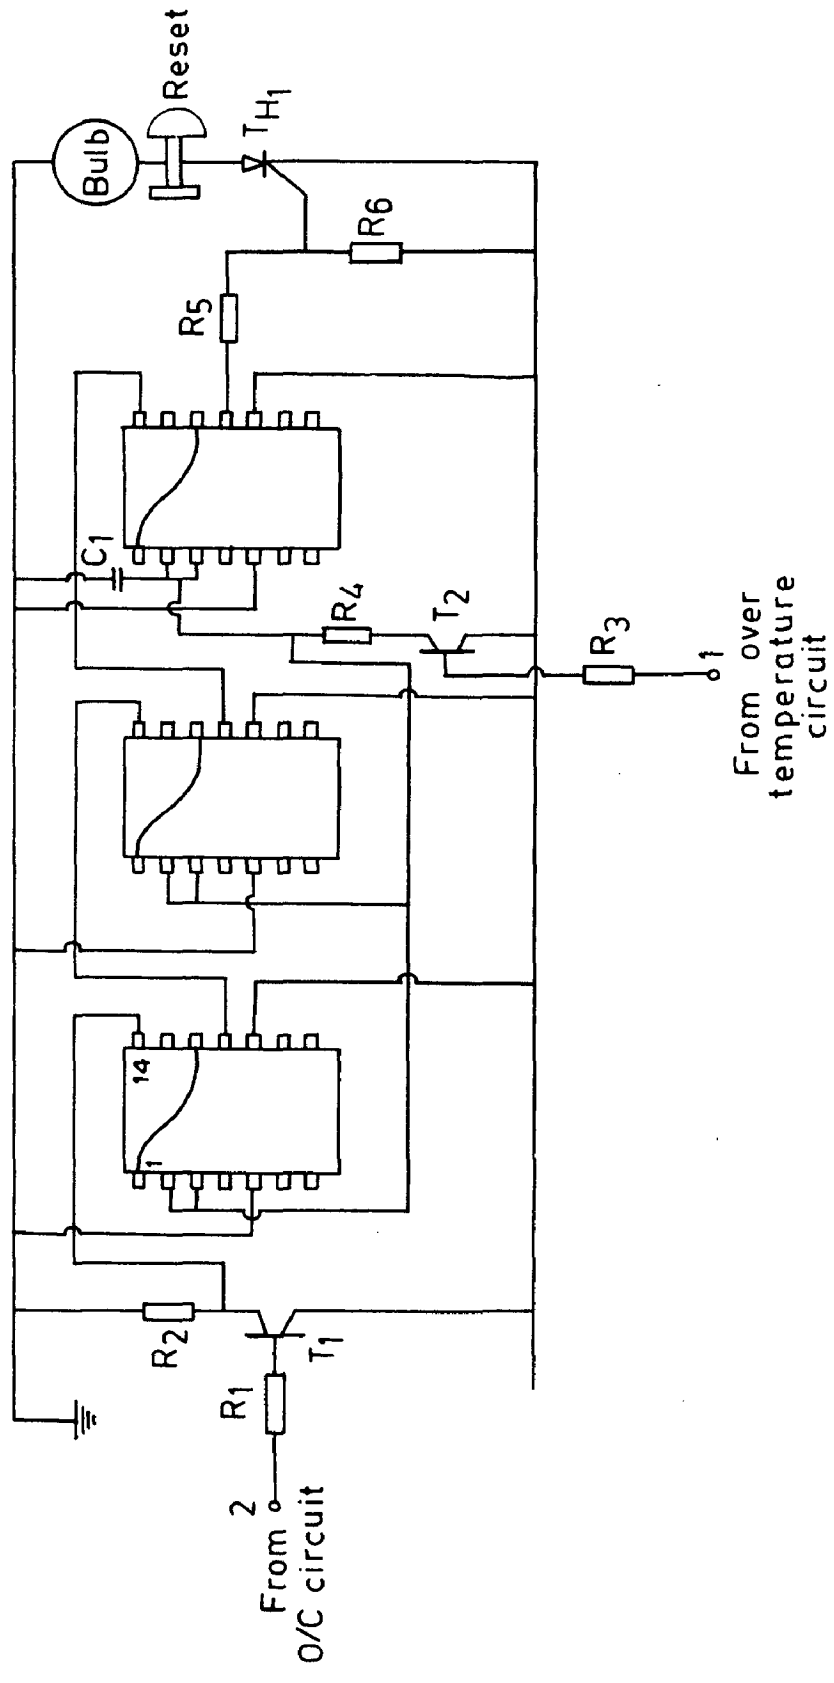 Bulb
Reset
TH1
R6
R5
C1
R4
T2
R3
1
From over
temperature
circuit
14
1
R2
T1
R1
2
From
O/C circuit